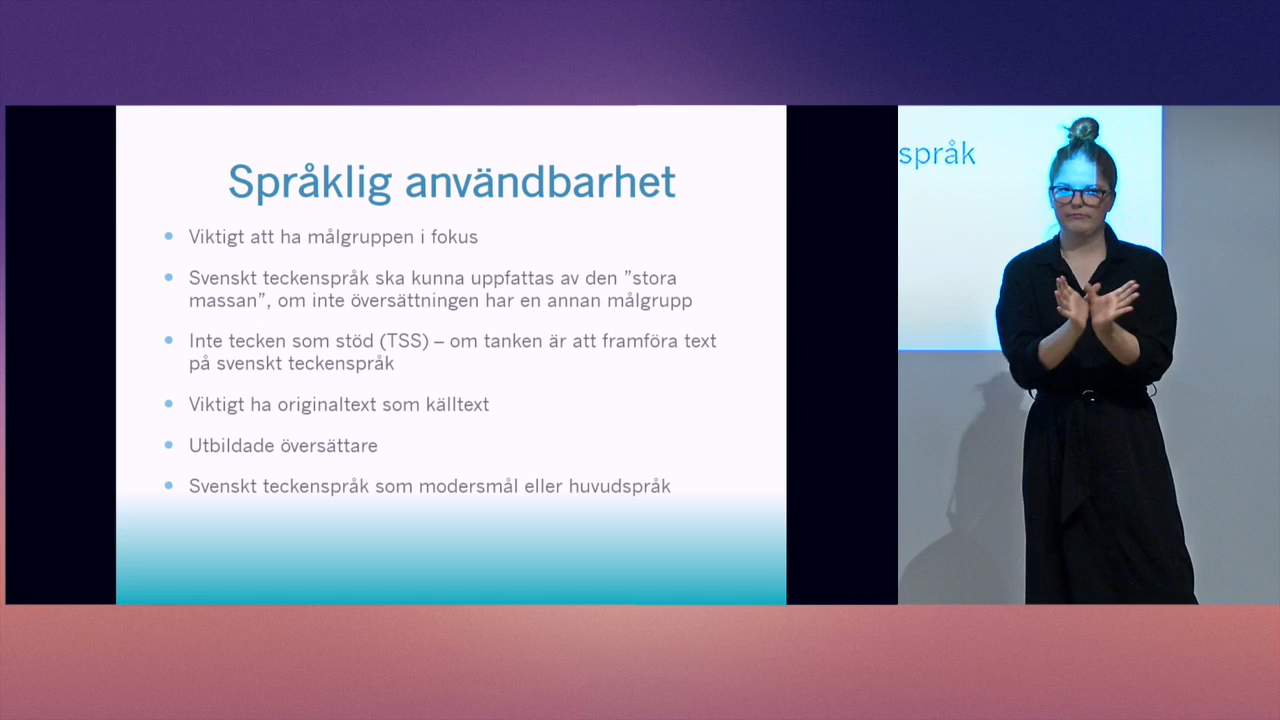 Språklig användbarhet
• Viktigt att ha målgruppen i fokus
• Svenskt teckenspråk ska kunna uppfattas av den ”stora
massan”, om inte översättningen har en annan målgrupp
• Inte tecken som stöd (TSS) – om tanken är att framföra text
på svenskt teckenspråk
• Viktigt ha originaltext som källtext
• Utbildade översättare
• Svenskt teckenspråk som modersmål eller huvudspråk
språk